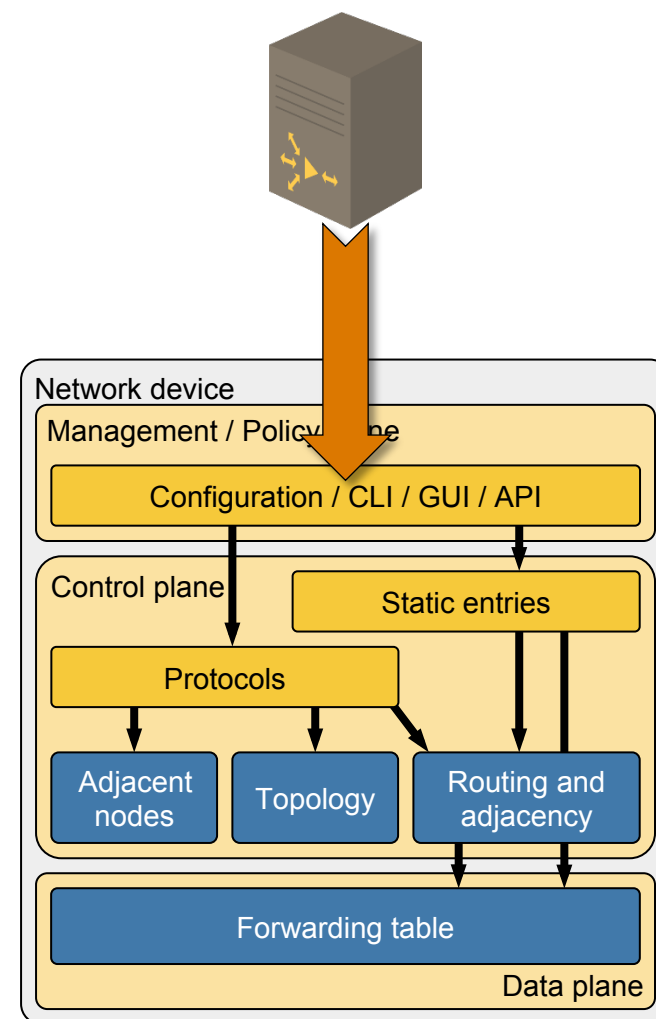 Network device
Management / Policy plane
Configuration / CLI / GUI / API
Control plane
Static entries
Protocols
Adjacent
nodes
Topology
Routing and
adjacency
Forwarding table
Data plane